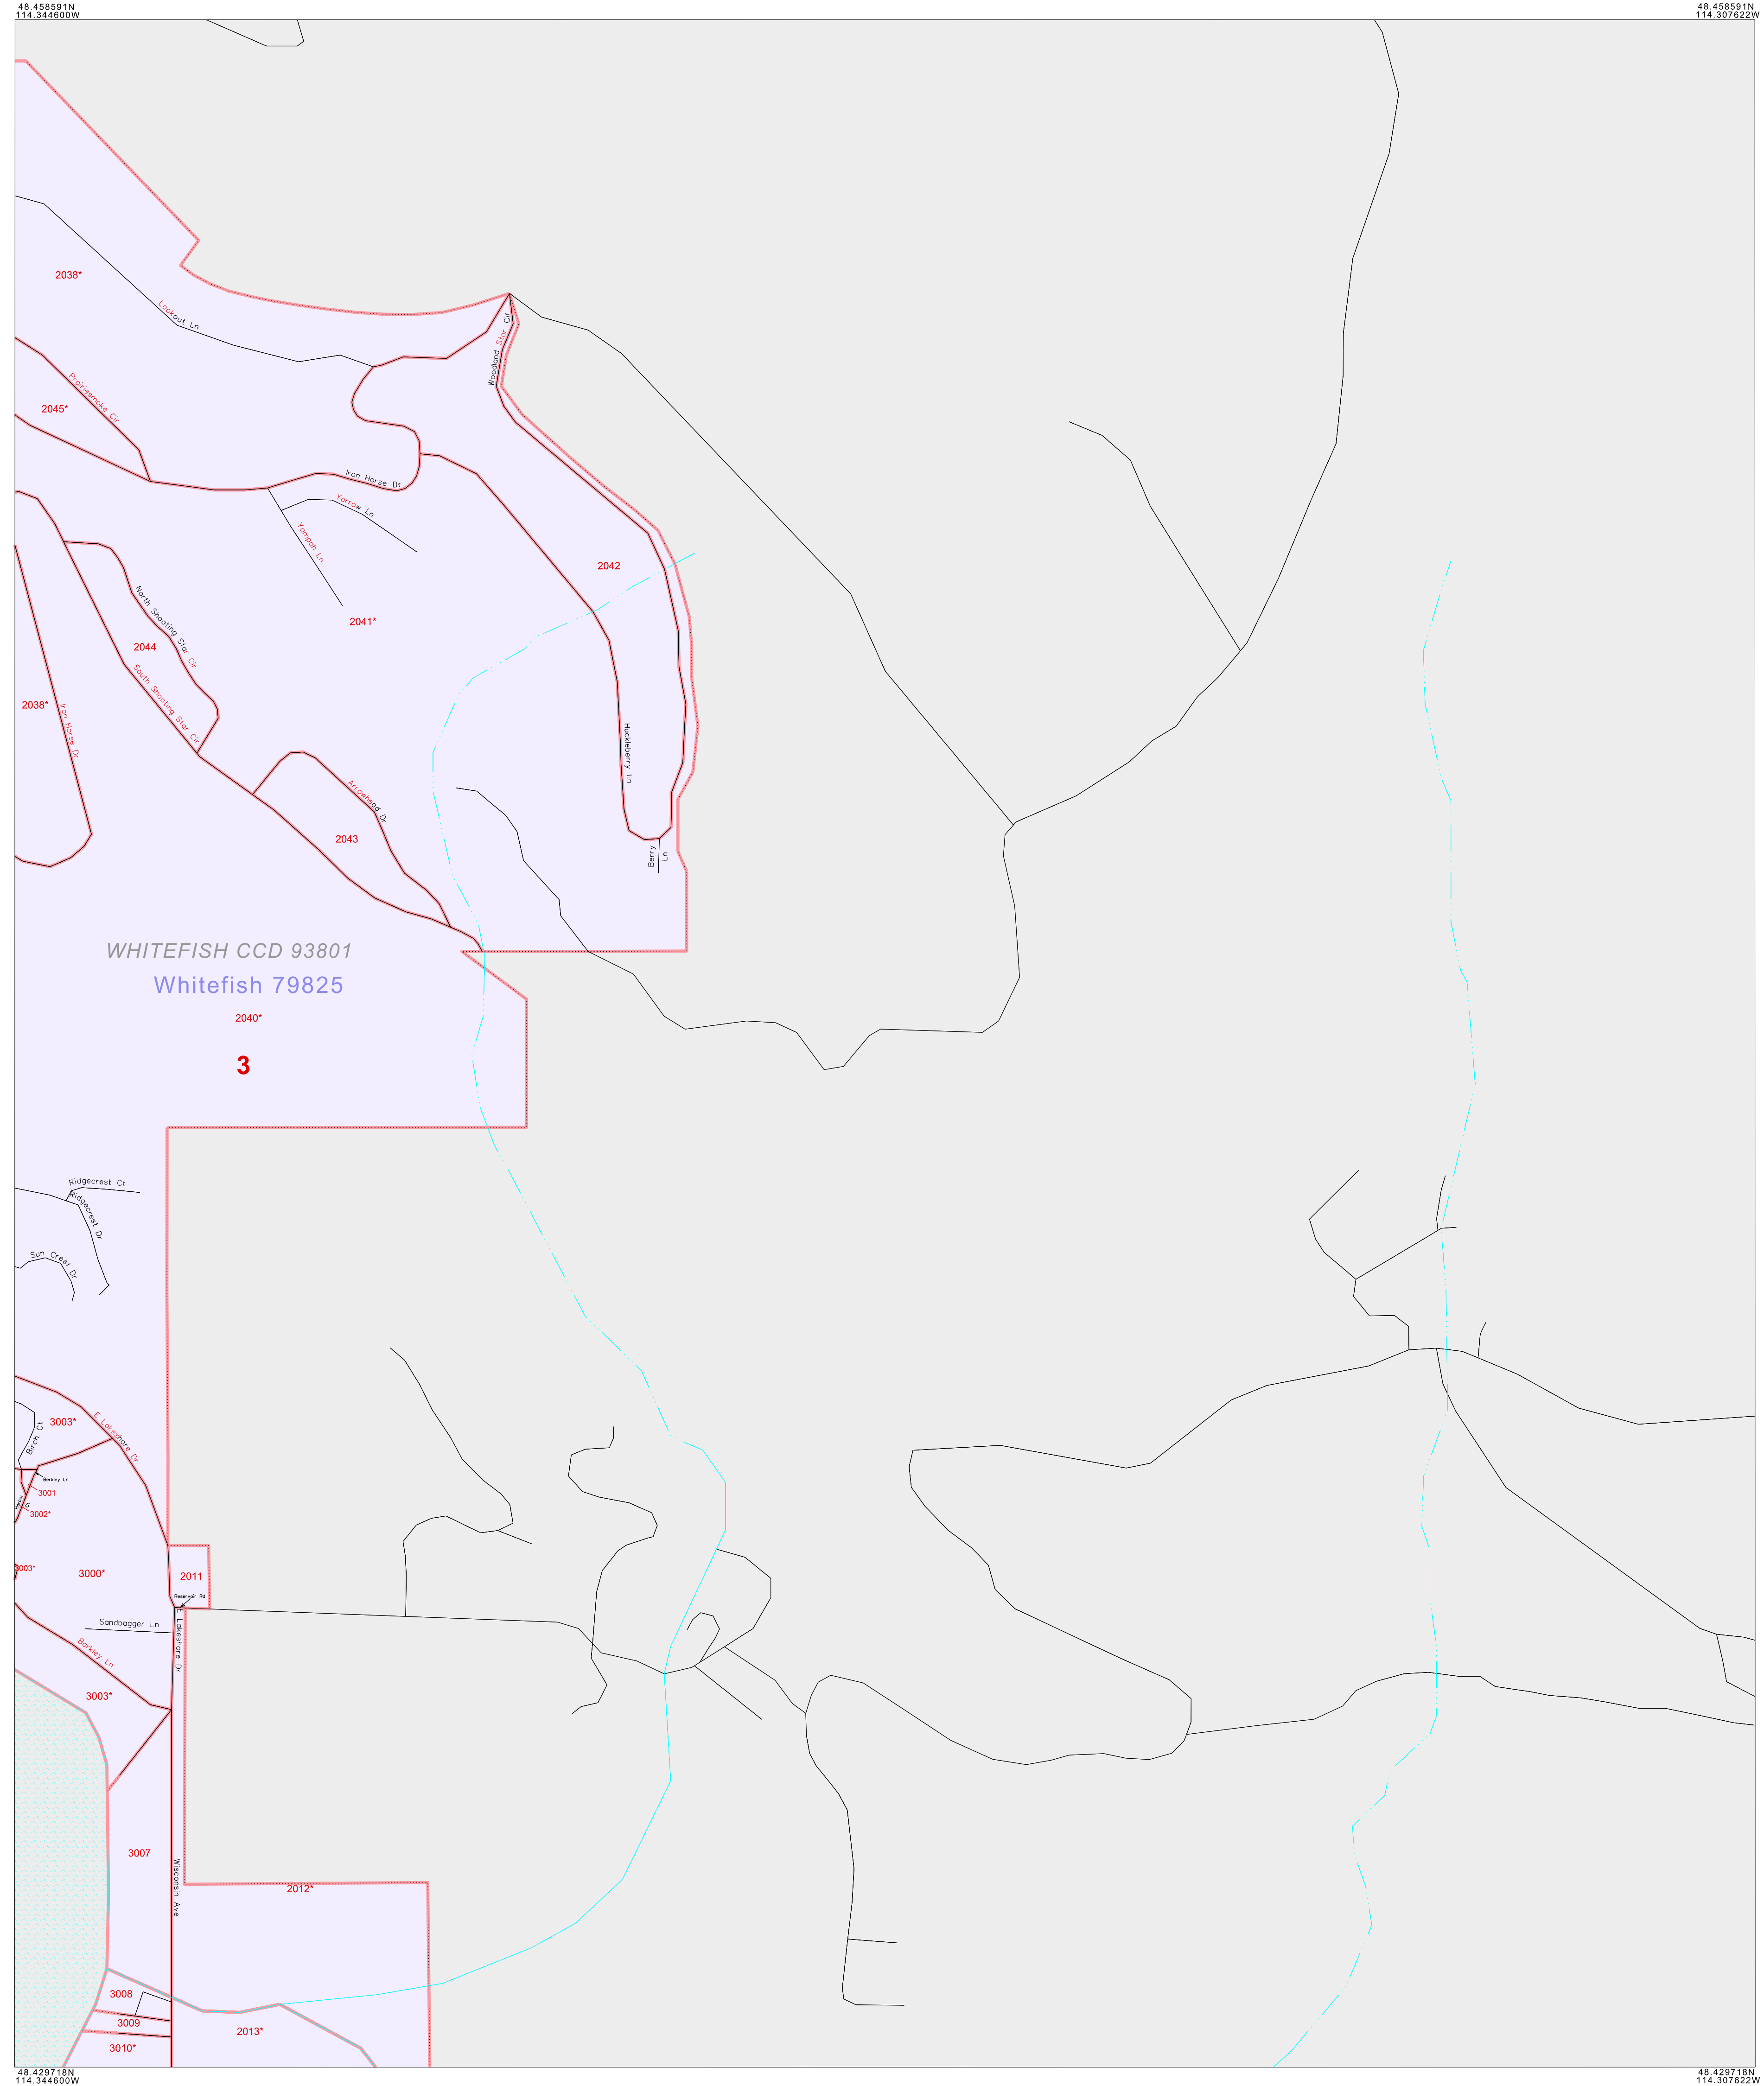 48.458591N
114.344600W
48.458591N
114.307622W
2038*
Lookout Ln
Woodland Star Cir
Prairiesmoke Cir
2045*
Iron Horse Dr
Yarrow Ln
Yampah Ln
2042
North Shooting Star Cir
2041*
2044
South Shooting Star Cir
2038*
Iron Horse Dr
Huckleberry Ln
Arrowhead Dr
2043
Berry
Ln
WHITEFISH CCD 93801
Whitefish 79825
2040*
3
Ridgecrest Ct
Ridgecrest Dr
Sun Crest Dr
3003*
E Lakeshore Dr
Birch Ct
Barkley Ln
3001
3002*
3003*
3000*
2011
Reservoir Rd
Sandbagger Ln
E Lakeshore Dr
Barkley Ln
3003*
3007
Wisconsin Ave
2012*
3008
3009
2013*
3010*
48.429718N
114.344600W
48.429718N
114.307622W